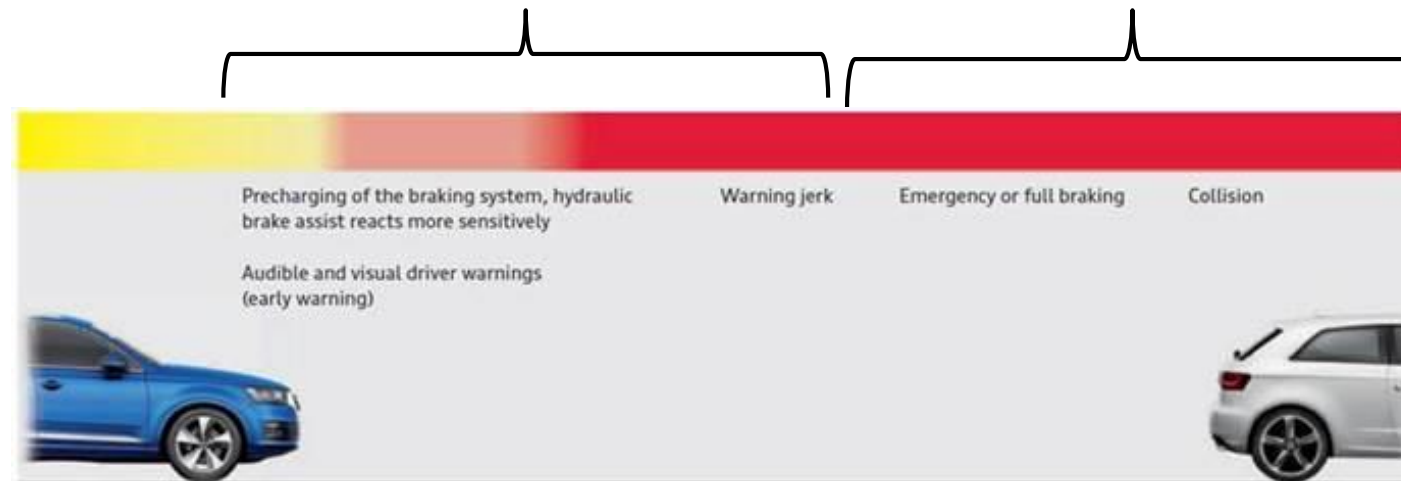 Precharging of the braking system, hydraulic
brake assist reacts more sensitively
Audible and visual driver warnings
(early warning)
Warning jerk
Emergency or full braking
Collision